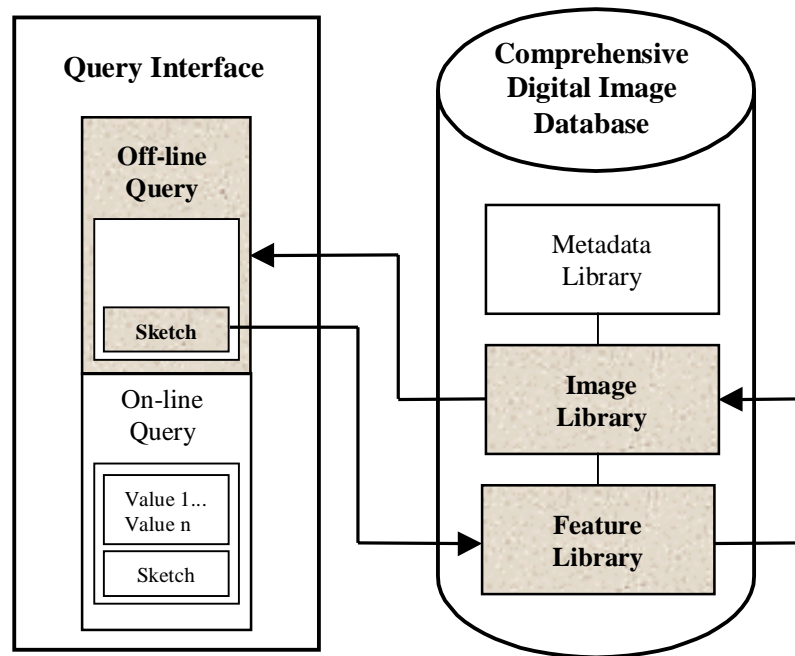 Query Interface
Off-line
Query
Sketch
On-line
Query
Value 1...
Value n
Sketch
Comprehensive
Digital Image
Database
Metadata
Library
Image
Library
Feature
Library